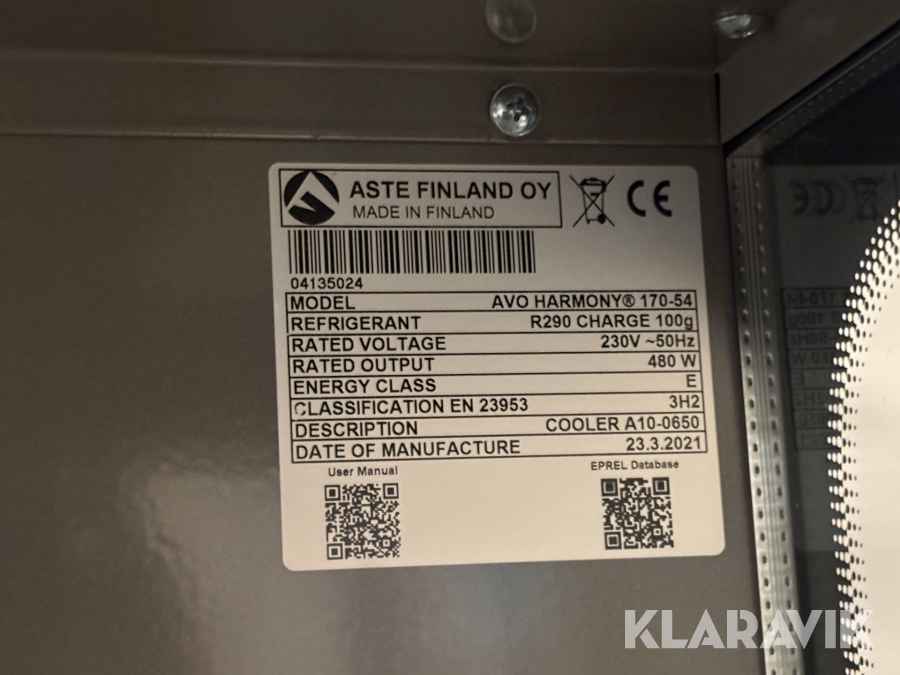 ASTE FINLAND OY
MADE IN FINLAND
CE
04135024
MODEL AVO HARMONY® 170-54
REFRIGERANT R290 CHARGE 100g
RATED VOLTAGE 230V ~50Hz
RATED OUTPUT 480 W
ENERGY CLASS E
CLASSIFICATION EN 23953 3H2
DESCRIPTION COOLER A10-0650
DATE OF MANUFACTURE 23.3.2021
User Manual EPREL Database
KLARAVIK